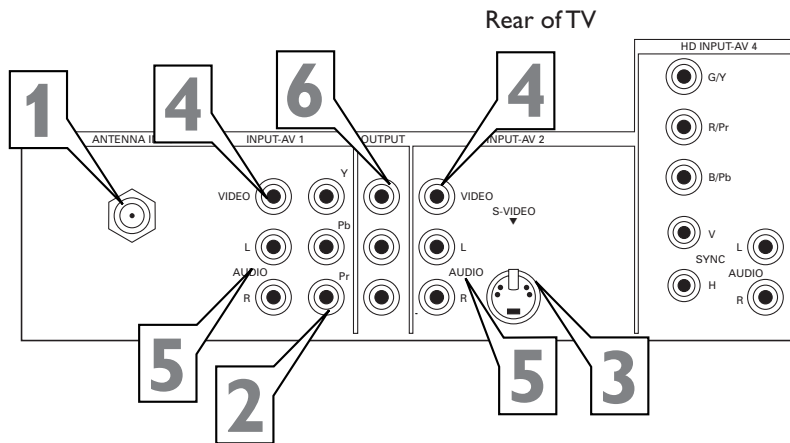 Rear of TV
HD INPUT-AV 4
G/Y
R/Pr
B/Pb
V
SYNC
H
L
AUDIO
R
1
4
6
4
ANTENNA I
INPUT-AV 1
OUTPUT
INPUT-AV 2
VIDEO
Y
L
Pb
AUDIO
Pr
R
VIDEO
S-VIDEO
L
AUDIO
R
5
2
5
3